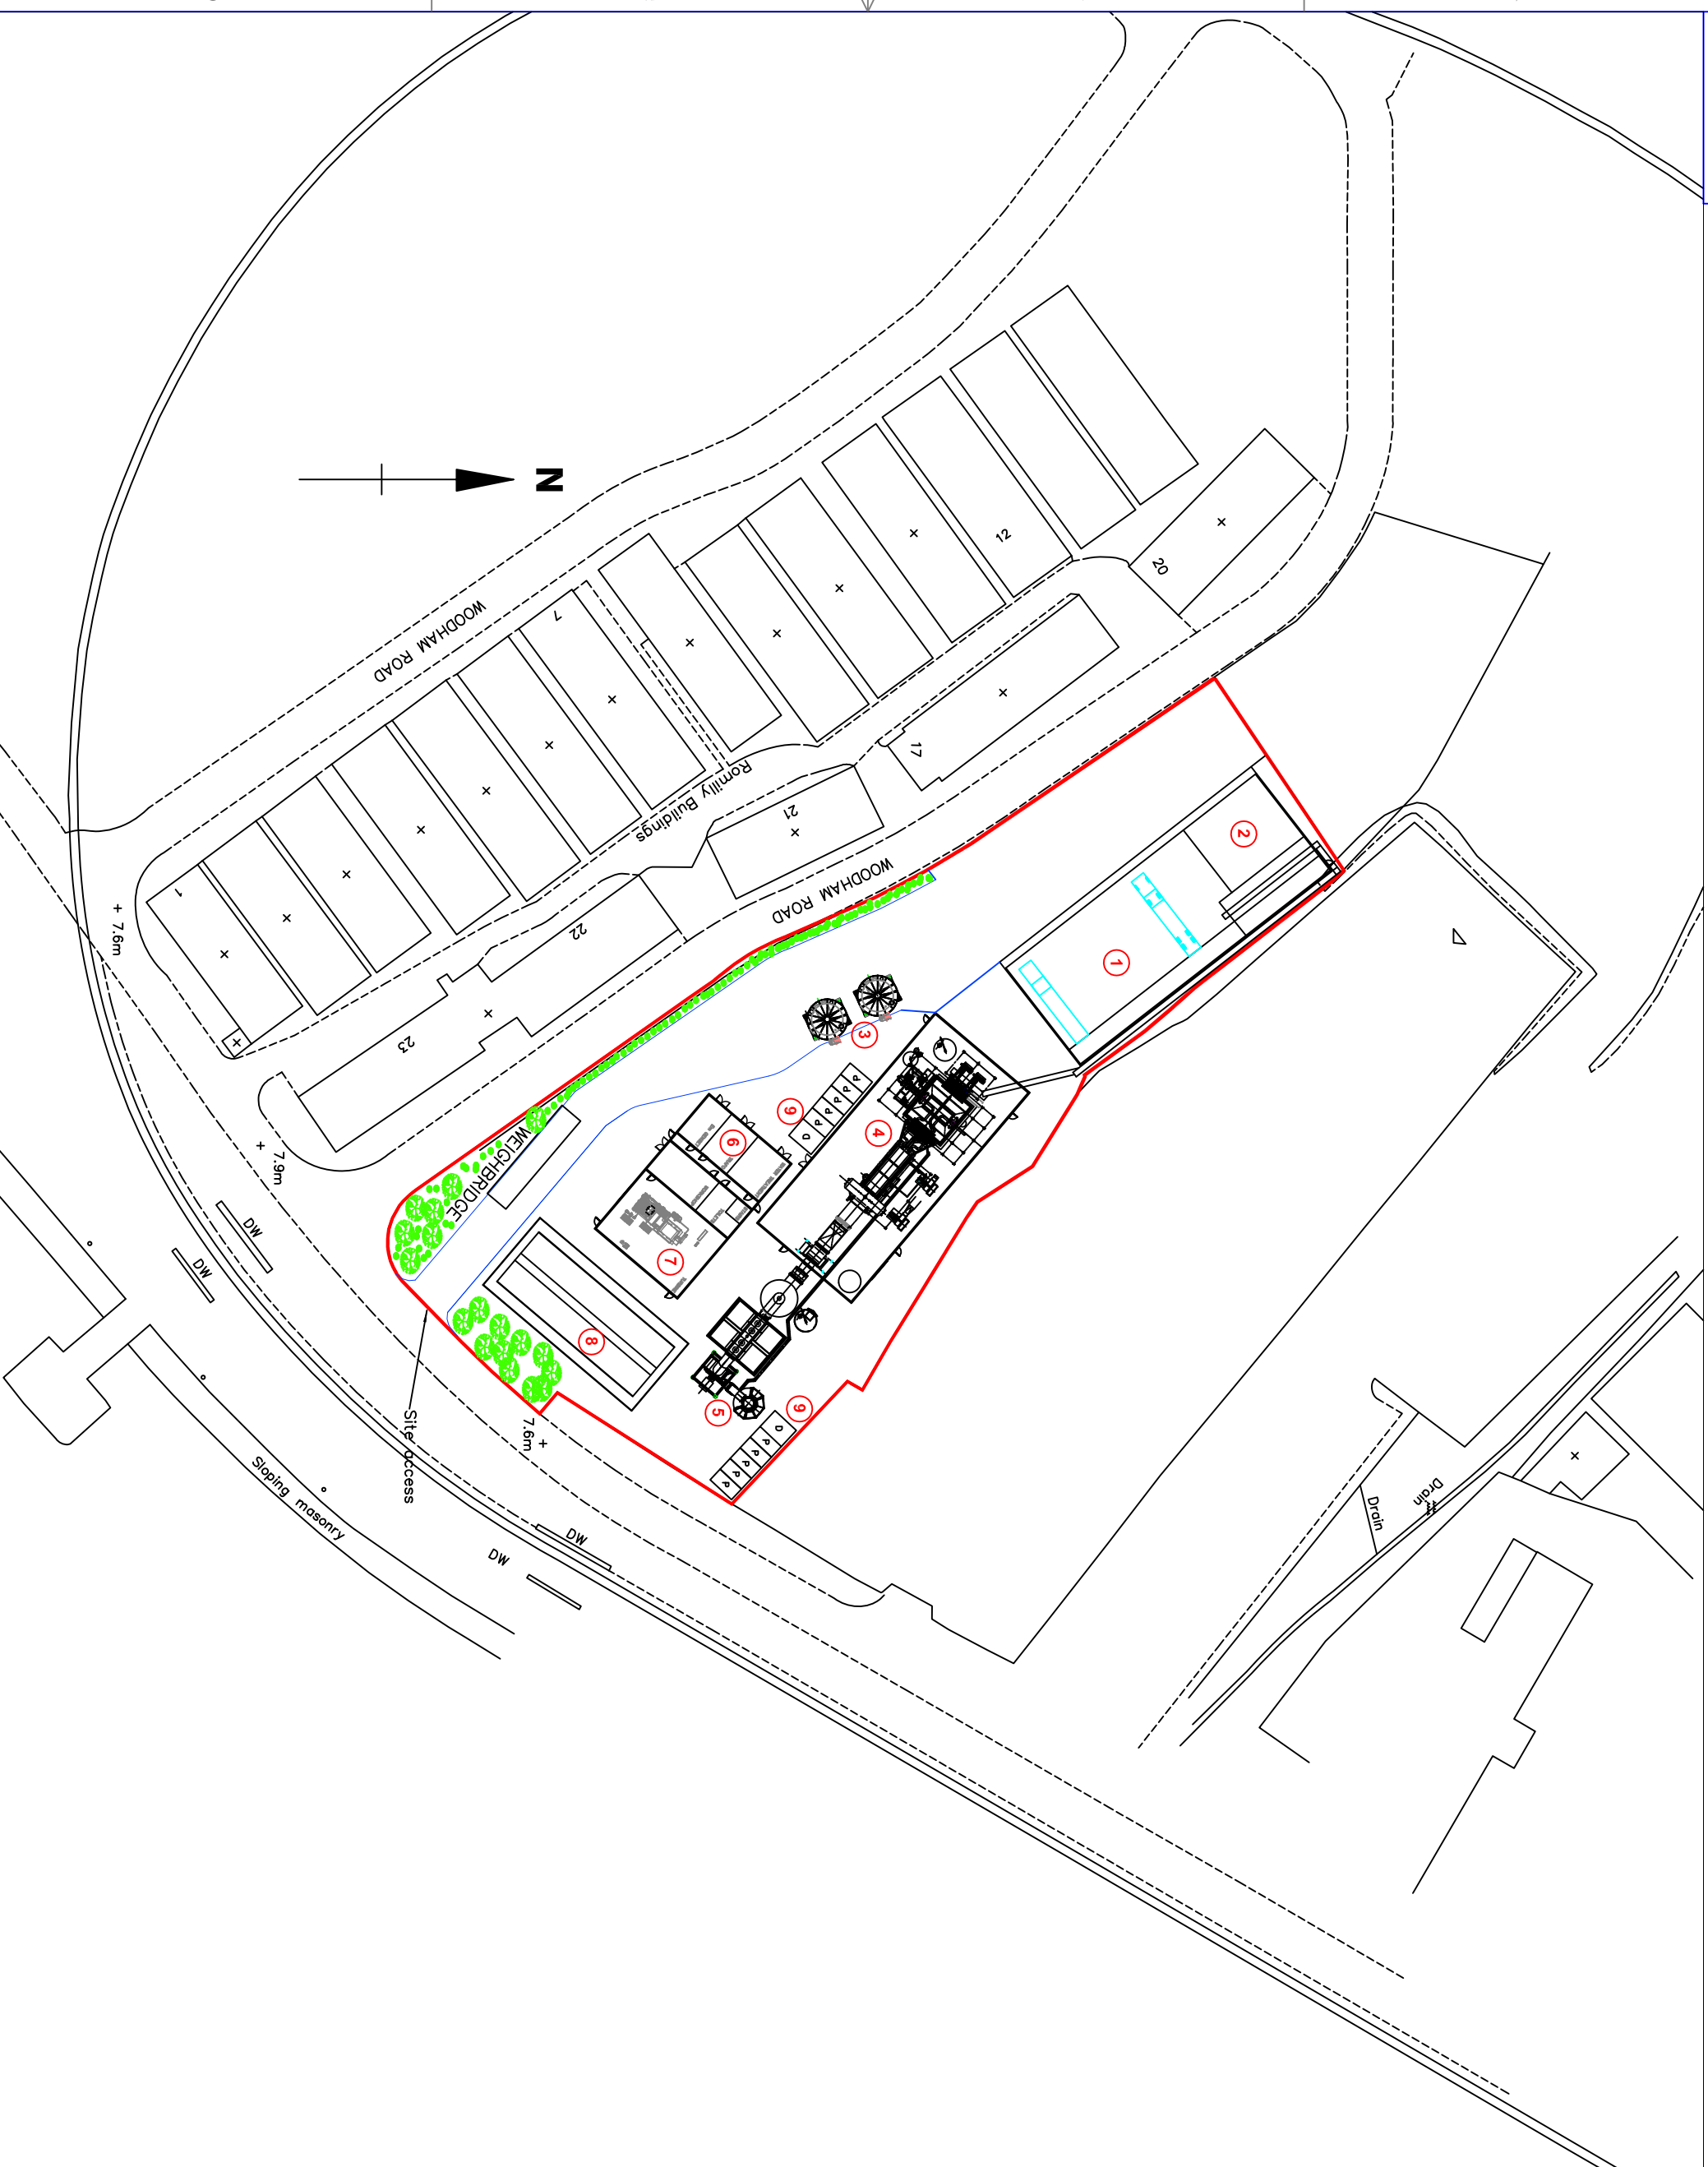 N
WOODHAM ROAD
12
20
7
17
Romilly Buildings
21
WOODHAM ROAD
2
1
1
22
23
+ 7.6m
+ 7.9m
3
9
P
P
P
P
D
4
6
WEIGHBRIDGE
7
8
5
9
D
P
P
P
P
P
DW
DW
Site access
7.6m +
Sloping masonry
DW
DW
Drain
Drain